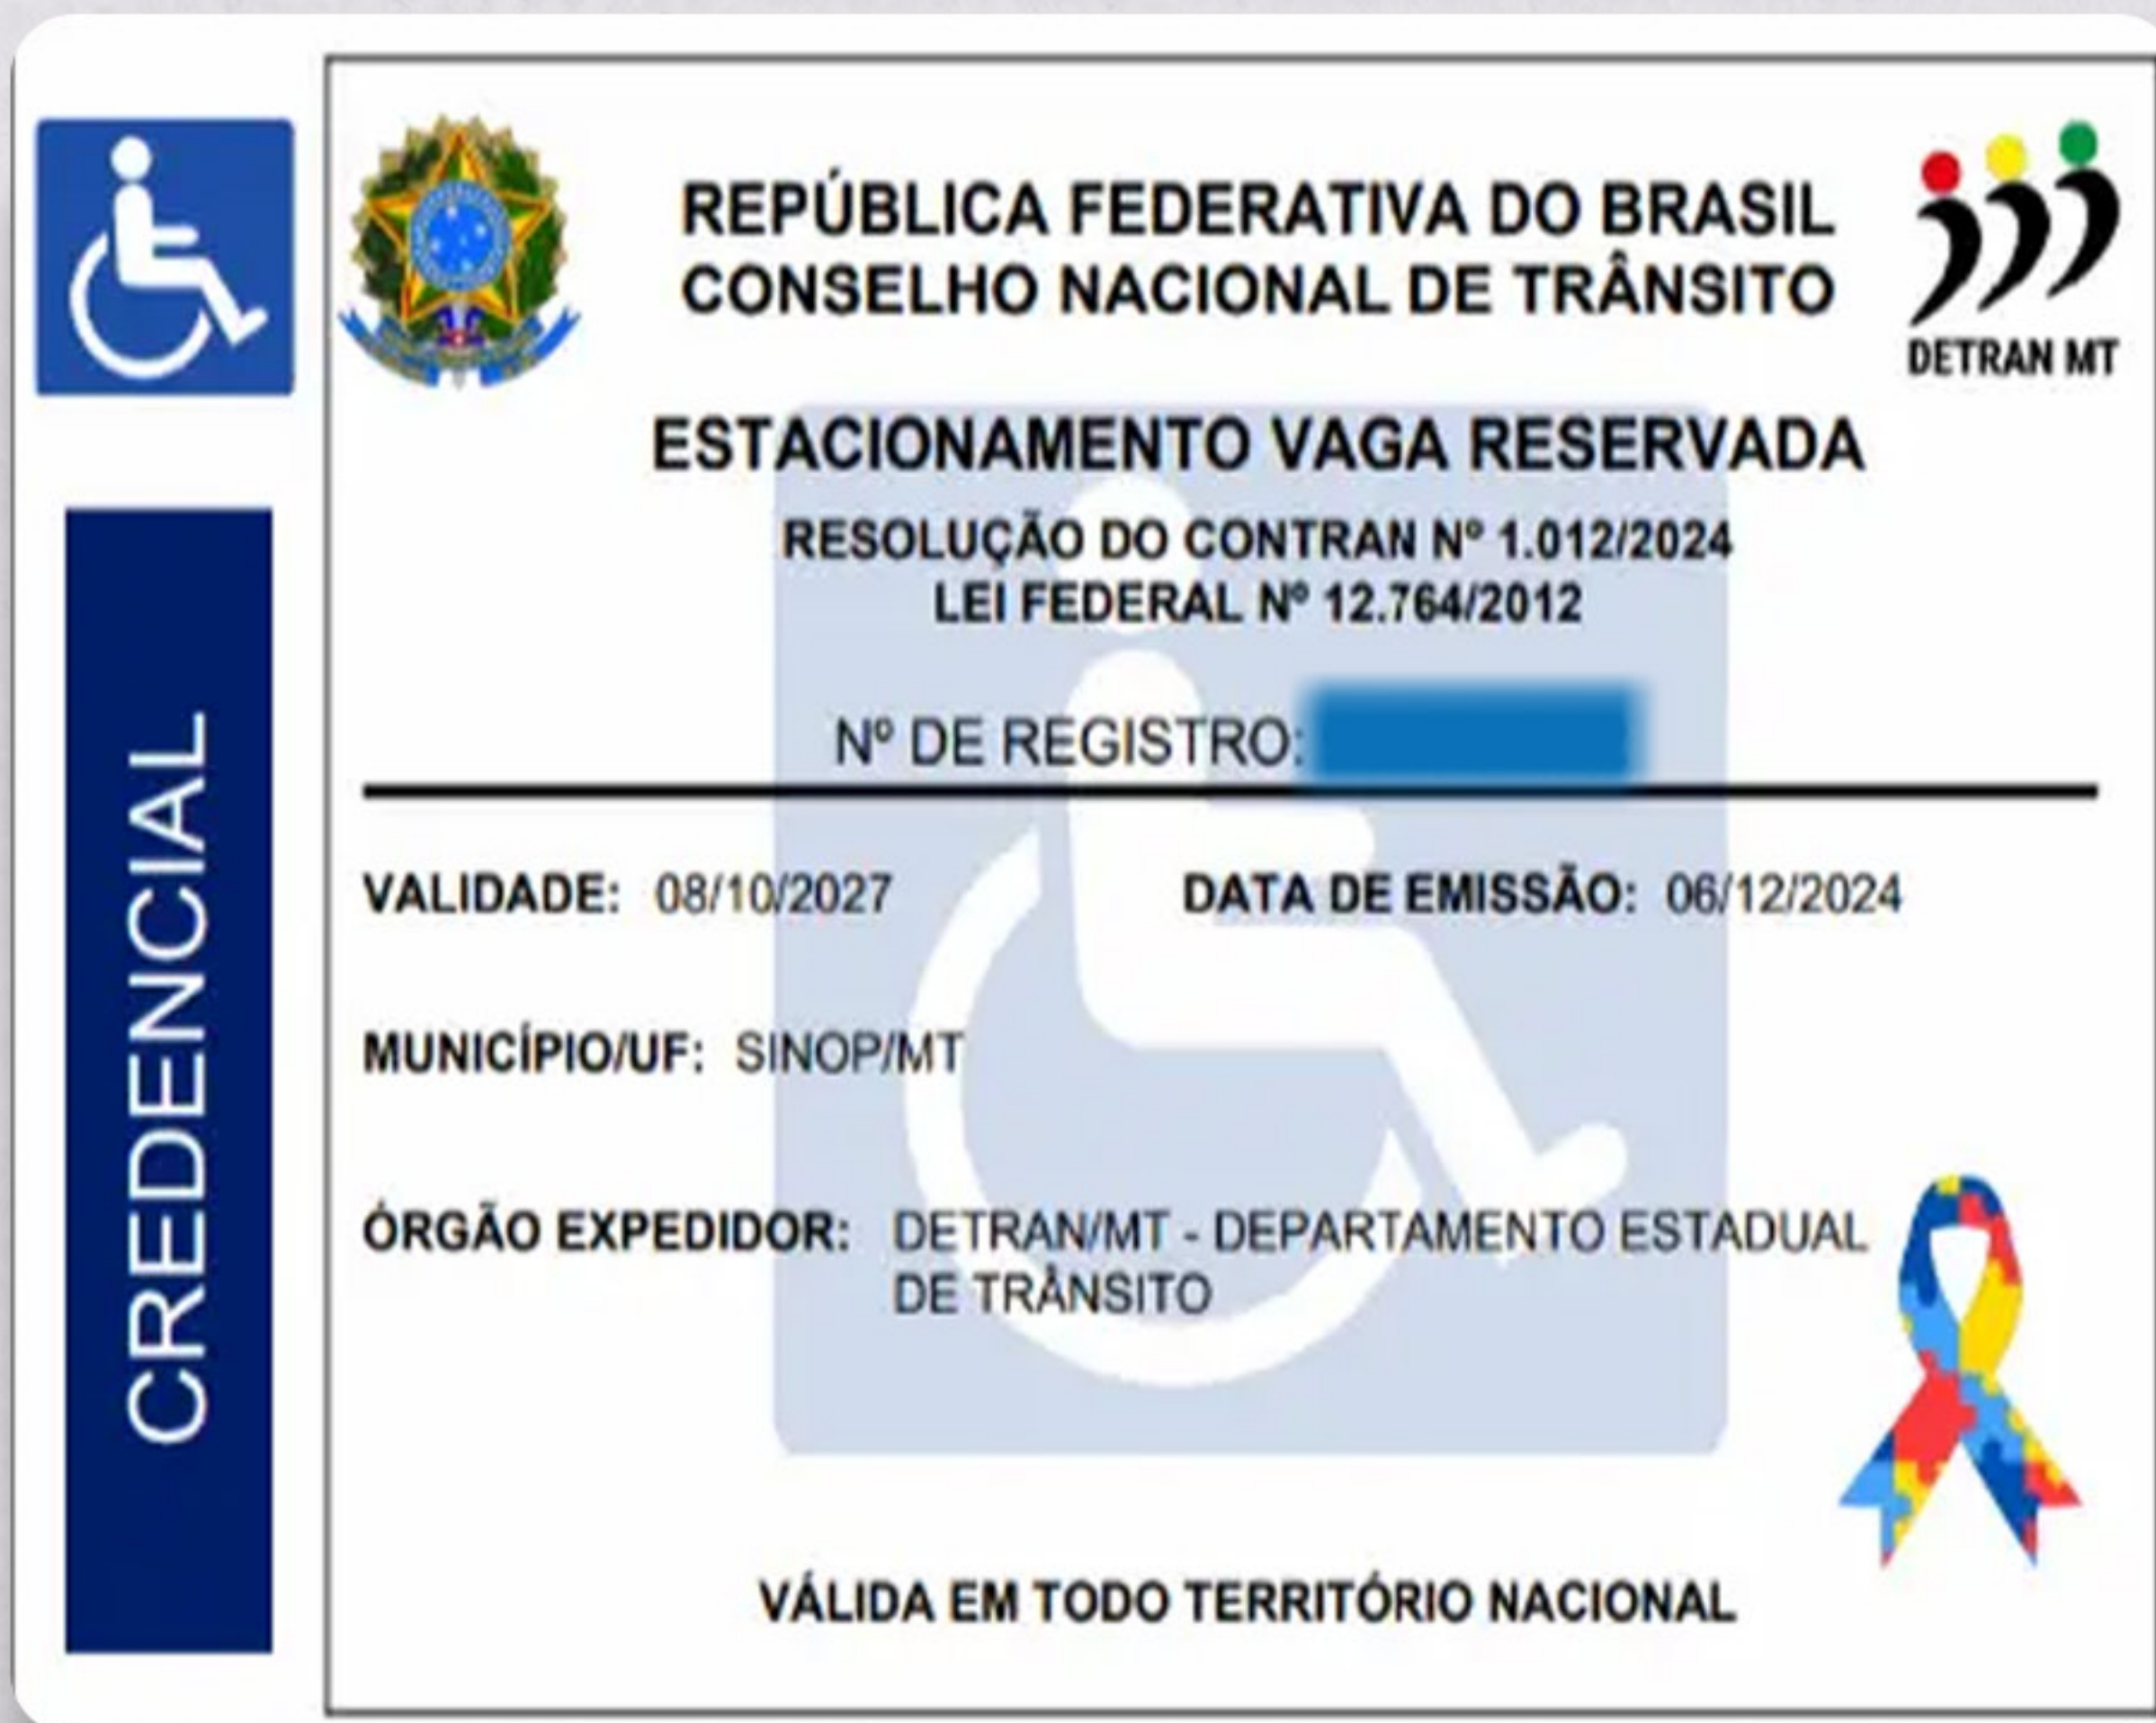 REPÚBLICA FEDERATIVA DO BRASIL
CONSELHO NACIONAL DE TRÂNSITO
DETRAN MT
ESTACIONAMENTO VAGA RESERVADA
RESOLUÇÃO DO CONTRAN Nº 1.012/2024
LEI FEDERAL Nº 12.764/2012
Nº DE REGISTRO:
CREDENCIAL
VALIDADE: 08/10/2027 DATA DE EMISSÃO: 06/12/2024
MUNICÍPIO/UF: SINOP/MT
ÓRGÃO EXPEDIDOR: DETRAN/MT - DEPARTAMENTO ESTADUAL
DE TRÂNSITO
VÁLIDA EM TODO TERRITÓRIO NACIONAL